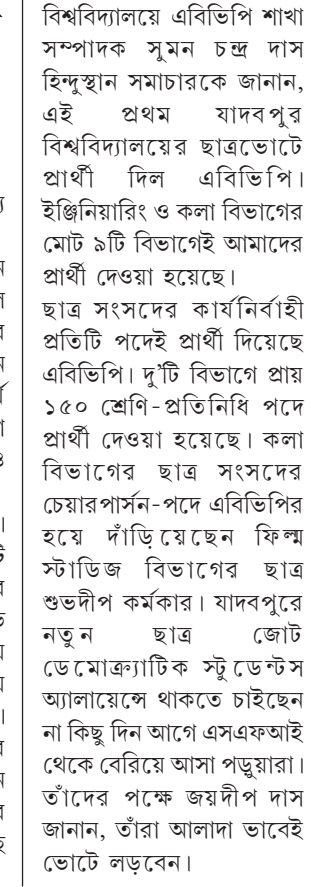 বিশ্ববিদ্যালয়ে এবিভিপি শাখা
সম্পাদক সুমন চন্দ্র দাস
হিন্দুস্থান সমাচারকে জানান,
এই প্রথম যাদবপুর
বিশ্ববিদ্যালয়ের ছাত্রভোটে
প্রার্থী দিল এবিভিপি।
ইঞ্জিনিয়ারিং ও কলা বিভাগের
মোট ৯টি বিভাগেই আমাদের
প্রার্থী দেওয়া হয়েছে।
ছাত্র সংসদের কার্যনির্বাহী
প্রতিটি পদেই প্রার্থী দিয়েছে
এবিভিপি। দু'টি বিভাগে প্রায়
১৫০ শ্রেণি-প্রতিনিধি পদে
প্রার্থী দেওয়া হয়েছে। কলা
বিভাগের ছাত্র সংসদের
চেয়ারপার্সন-পদে এবিভিপির
হয়ে দাঁড়িয়েছেন ফিল্ম
স্টাডিজ বিভাগের ছাত্র
শুভদীপ কর্মকার। যাদবপুরে
নতুন ছাত্র জোট
ডেমোক্র্যাটিক স্টুডেন্টস
অ্যালায়েন্সে থাকতে চাইছেন
না কিছু দিন আগে এসএফআই
থেকে বেরিয়ে আসা পড়ুয়ারা।
তাঁদের পক্ষে জয়দীপ দাস
জানান, তাঁরা আলাদা ভাবেই
ভোটে লড়বেন।